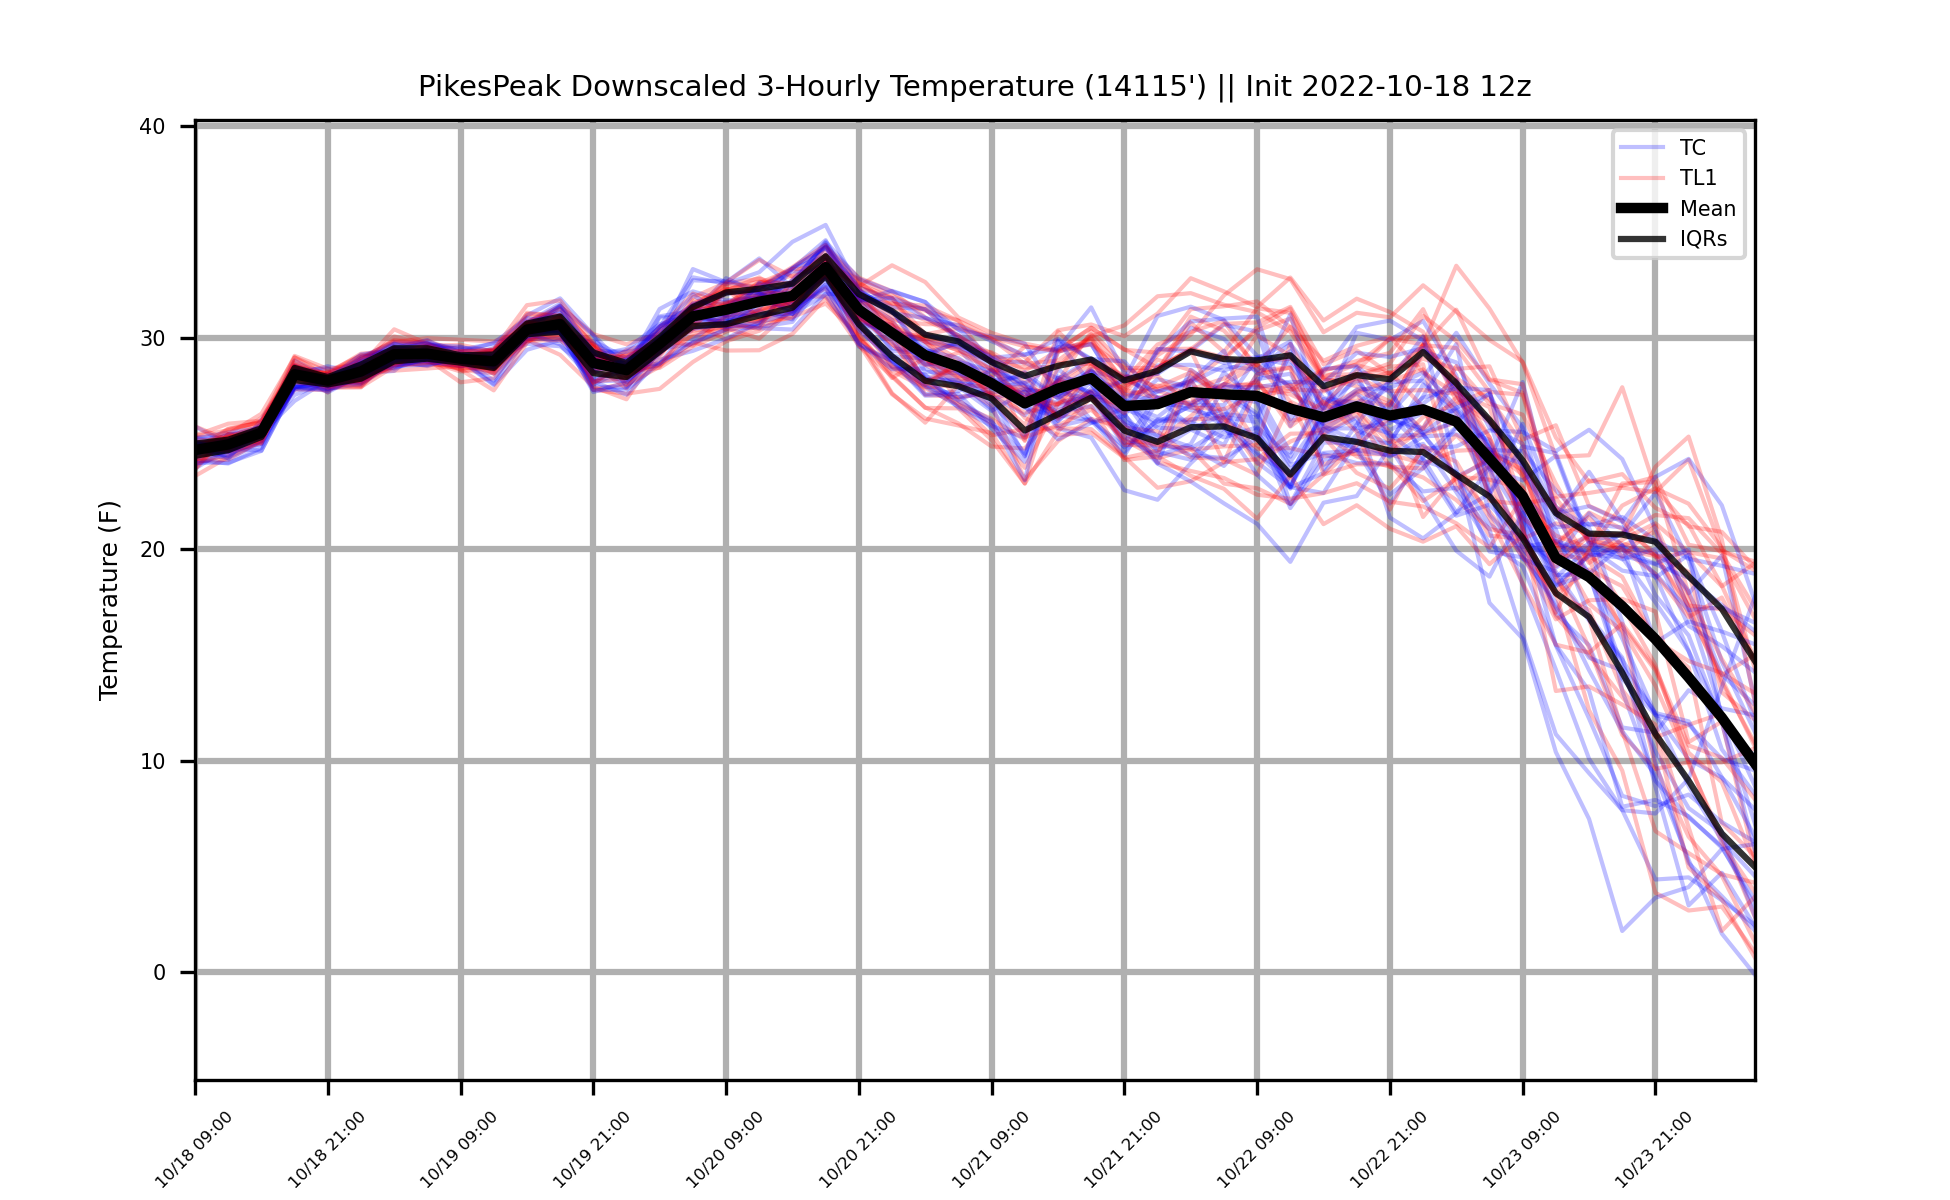 PikesPeak Downscaled 3-Hourly Temperature (14115') || Init 2022-10-18 12z
TC
TL1
Mean
IQRs
Temperature (F)
40
30
20
10
0
10/18 09:00
10/18 21:00
10/19 09:00
10/19 21:00
10/20 09:00
10/20 21:00
10/21 09:00
10/21 21:00
10/22 09:00
10/22 21:00
10/23 09:00
10/23 21:00